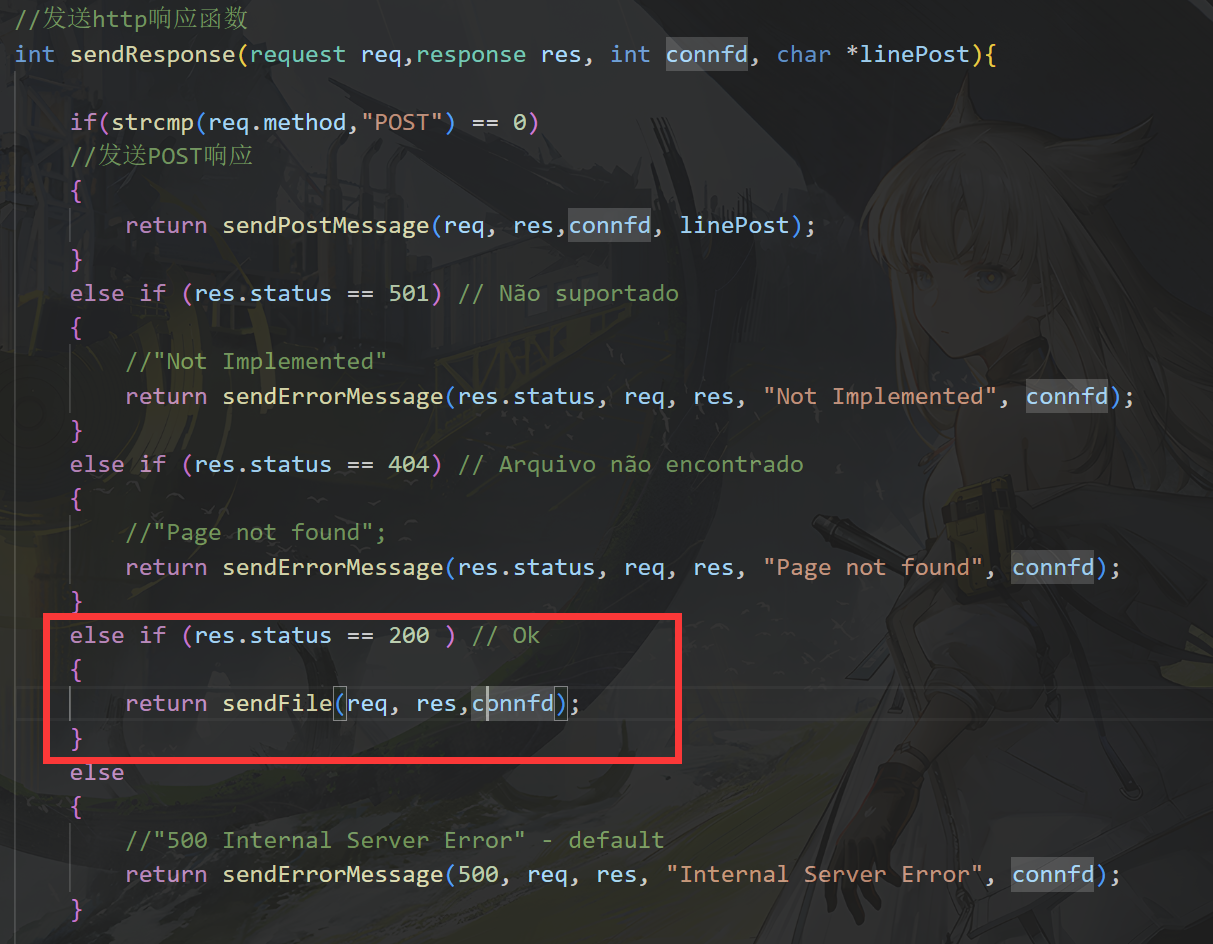 //发送http响应函数
int sendResponse(request req,response res, int connfd, char *linePost){
if(strcmp(req.method,"POST") == 0)
//发送POST响应
{
return sendPostMessage(req, res,connfd, linePost);
}
else if (res.status == 501) // Não suportado
{
//"Not Implemented"
return sendErrorMessage(res.status, req, res, "Not Implemented", connfd);
}
else if (res.status == 404) // Arquivo não encontrado
{
//"Page not found";
return sendErrorMessage(res.status, req, res, "Page not found", connfd);
}
else if (res.status == 200 ) // Ok
{
return sendFile(req, res,connfd);
}
else
{
//"500 Internal Server Error" - default
return sendErrorMessage(500, req, res, "Internal Server Error", connfd);
}